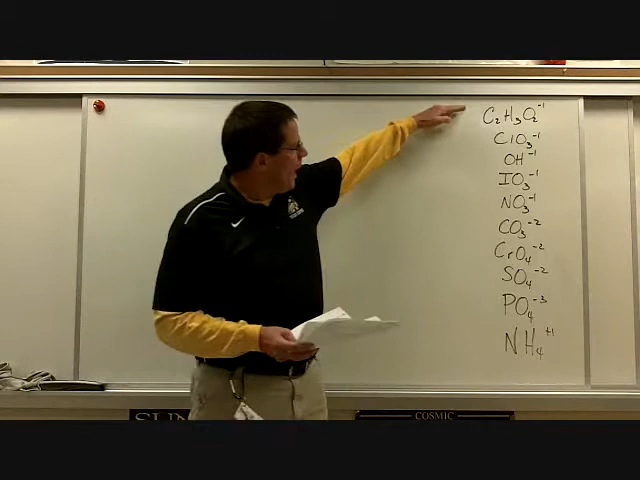 C₂H₃O₂⁻¹
ClO₃⁻¹
OH⁻¹
IO₃⁻¹
NO₃⁻¹
CO₃⁻²
CrO₄⁻²
SO₄⁻²
PO₄⁻³
NH₄⁺¹
SUN
COSMIC